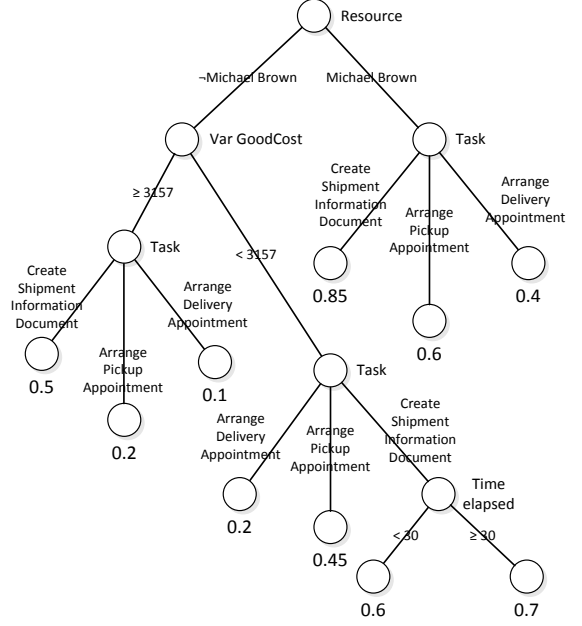 Resource
¬Michael Brown
Michael Brown
Var GoodCost
Task
≥ 3157
< 3157
Create
Shipment
Information
Document
Arrange
Pickup
Appointment
Arrange
Delivery
Appointment
0.85
0.6
0.4
Task
Create
Shipment
Information
Document
Arrange
Pickup
Appointment
Arrange
Delivery
Appointment
0.5
0.2
0.1
Task
Arrange
Delivery
Appointment
Arrange
Pickup
Appointment
Create
Shipment
Information
Document
0.2
0.45
Time
elapsed
< 30
≥ 30
0.6
0.7